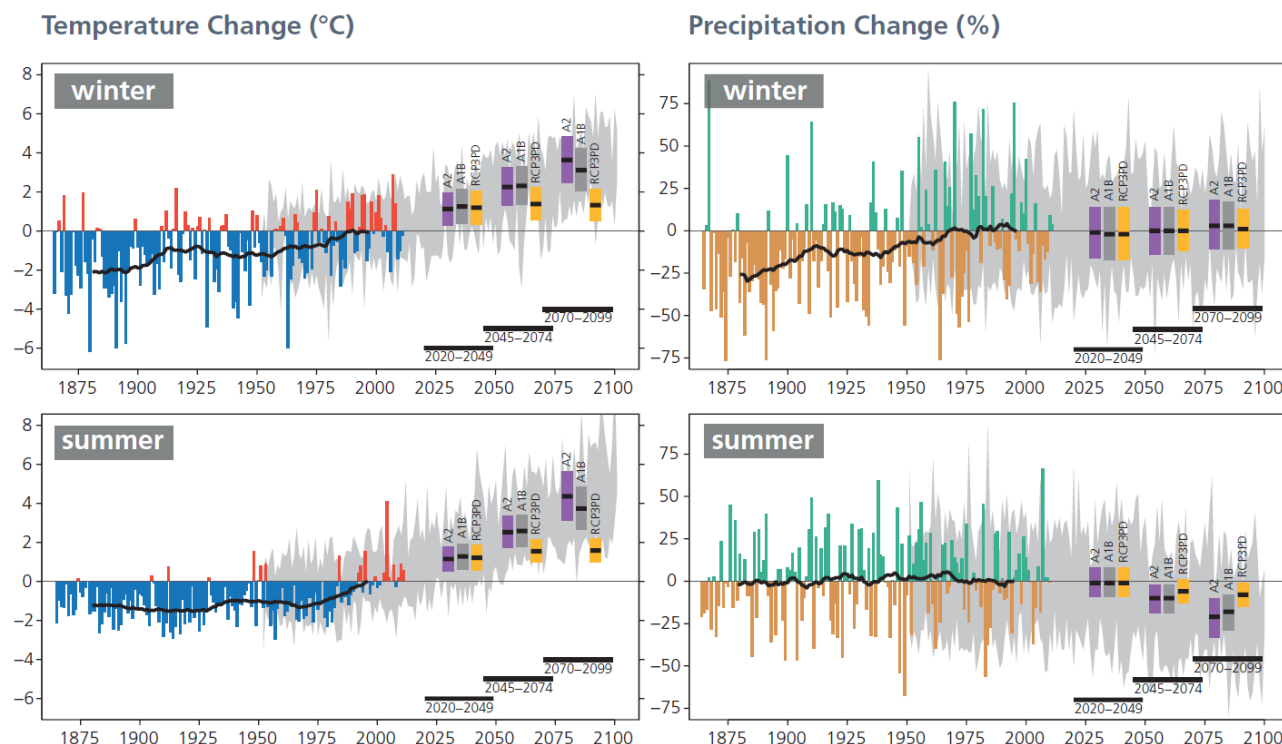 Temperature Change (°C)
Precipitation Change (%)
winter
8
6
4
2
0
−2
−4
−6
A2
A1B
RCP3PD
A2
A1B
RCP3PD
A2
A1B
RCP3PD
2070–2099
2045–2074
2020–2049
1875 1900 1925 1950 1975 2000 2025 2050 2075 2100
winter
75
50
25
0
−25
−50
−75
A2
A1B
RCP3PD
A2
A1B
RCP3PD
A2
A1B
RCP3PD
2070–2099
2045–2074
2020–2049
1875 1900 1925 1950 1975 2000 2025 2050 2075 2100
summer
8
6
4
2
0
−2
−4
−6
A2
A1B
RCP3PD
A2
A1B
RCP3PD
A2
A1B
RCP3PD
2070–2099
2045–2074
2020–2049
1875 1900 1925 1950 1975 2000 2025 2050 2075 2100
summer
75
50
25
0
−25
−50
−75
A2
A1B
RCP3PD
A2
A1B
RCP3PD
A2
A1B
RCP3PD
2070–2099
2045–2074
2020–2049
1875 1900 1925 1950 1975 2000 2025 2050 2075 2100